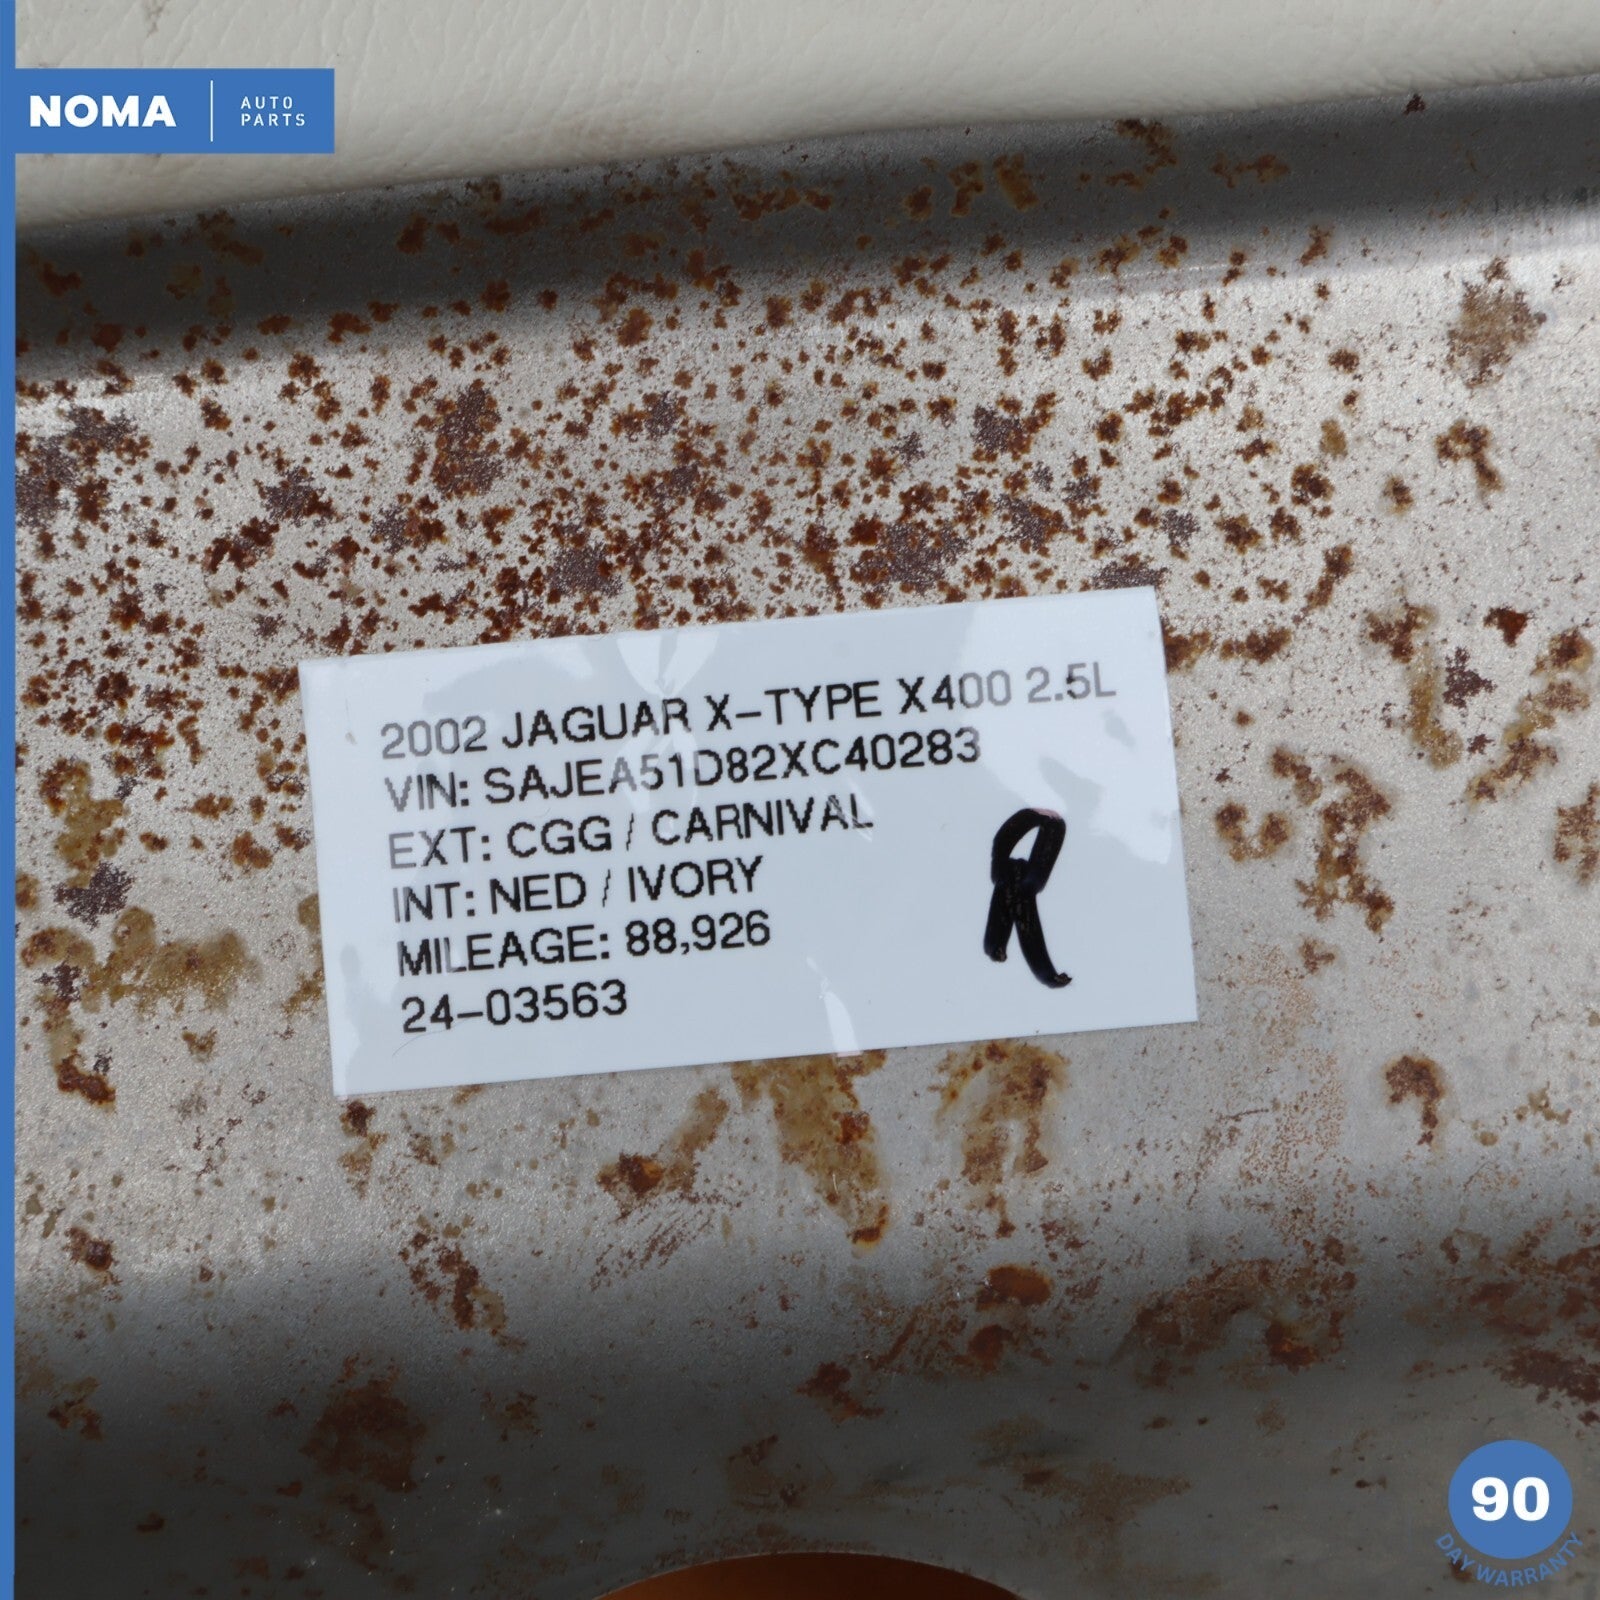 NOMA
AUTO
PARTS
2002 JAGUAR X-TYPE X400 2.5L
VIN: SAJEA51D82XC40283
EXT: CGG / CARNIVAL
INT: NED / IVORY
MILEAGE: 88,926
24-03563
R
90
DAY WARRANTY